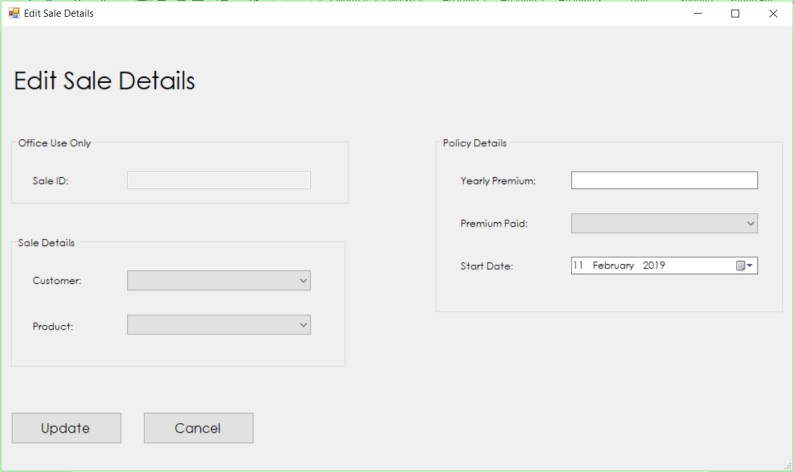 Edit Sale Details
Edit Sale Details
Office Use Only
Sale ID:
Sale Details
Customer:
Product:
Policy Details
Yearly Premium:
Premium Paid:
Start Date: 11 February 2019
Update Cancel